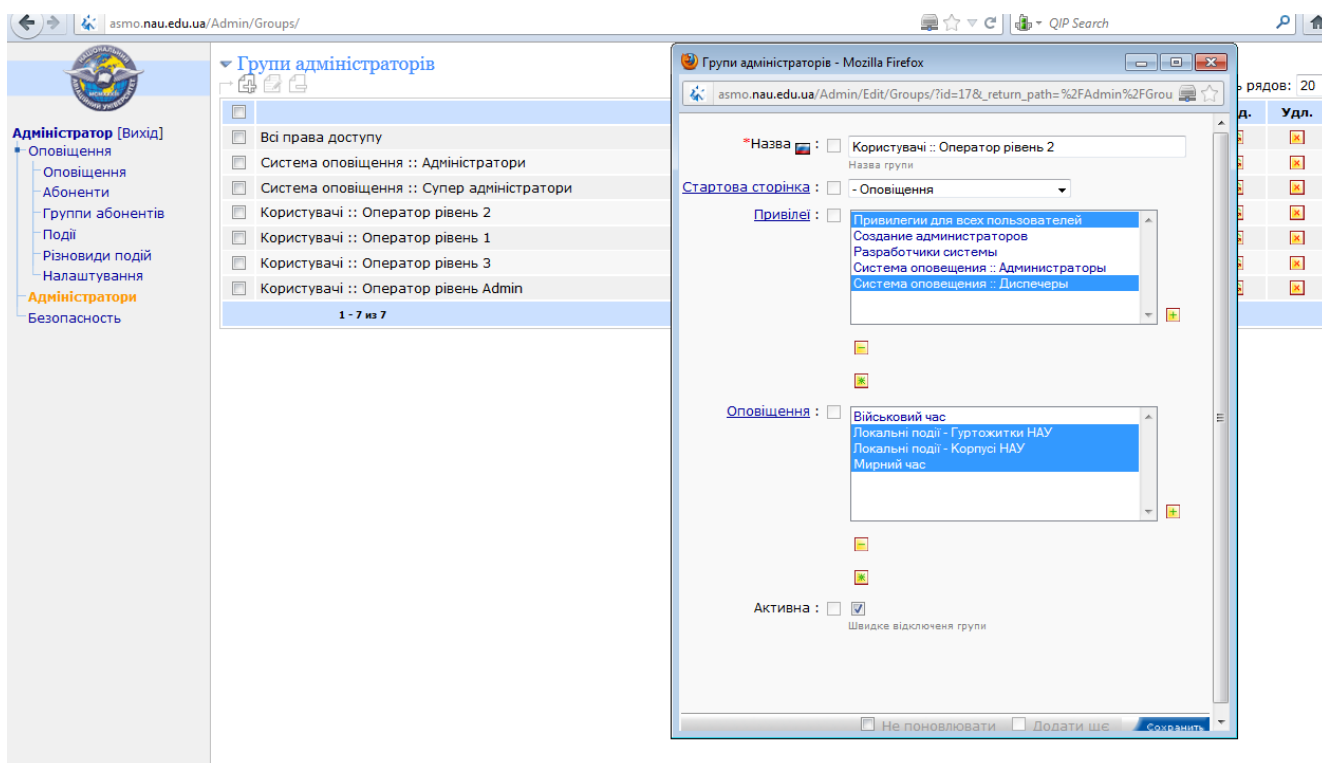 asmo.nau.edu.ua/Admin/Groups/
QIP Search
Адміністратор [Вихід]
Оповіщення
Оповіщення
Абоненти
Группи абонентів
Події
Різновиди подій
Налаштування
Адміністратори
Безопасность
Групи адміністраторів
рядов: 20
д. Удл.
Всі права доступу
Система оповіщення :: Адміністратори
Система оповіщення :: Супер адміністратори
Користувачі :: Оператор рівень 2
Користувачі :: Оператор рівень 1
Користувачі :: Оператор рівень 3
Користувачі :: Оператор рівень Admin
1 - 7 из 7
Групи адміністраторів - Mozilla Firefox
asmo.nau.edu.ua/Admin/Edit/Groups/?id=17&_return_path=%2FAdmin%2FGrou
*Назва : Користувачі :: Оператор рівень 2
Назва групи
Стартова сторінка : - Оповіщення
Привілеї :
Привилегии для всех пользователей
Создание администраторов
Разработчики системы
Система оповещения :: Администраторы
Система оповещения :: Диспечеры
Оповіщення :
Військовий час
Локальні події - Гуртожитки НАУ
Локальні події - Корпусі НАУ
Мирний час
Активна :
Швидке відключеня групи
Не поновлювати Додати шє Сохранить